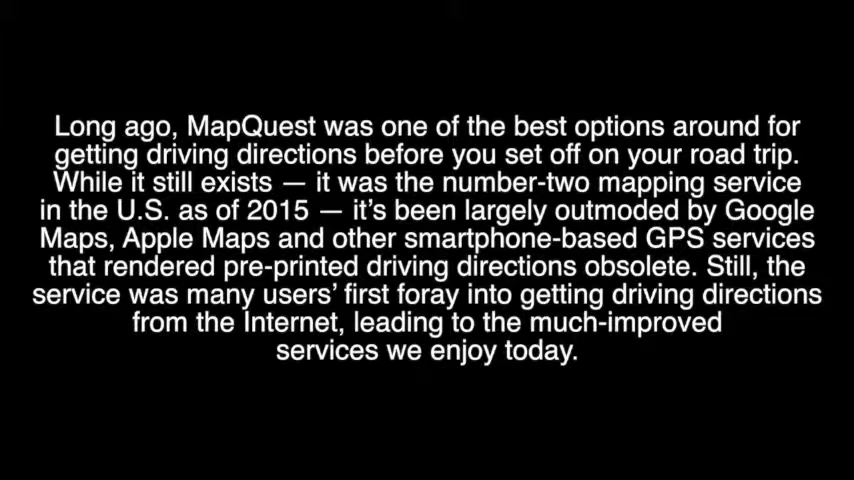 Long ago, MapQuest was one of the best options around for
getting driving directions before you set off on your road trip.
While it still exists — it was the number-two mapping service
in the U.S. as of 2015 — it’s been largely outmoded by Google
Maps, Apple Maps and other smartphone-based GPS services
that rendered pre-printed driving directions obsolete. Still, the
service was many users’ first foray into getting driving directions
from the Internet, leading to the much-improved
services we enjoy today.